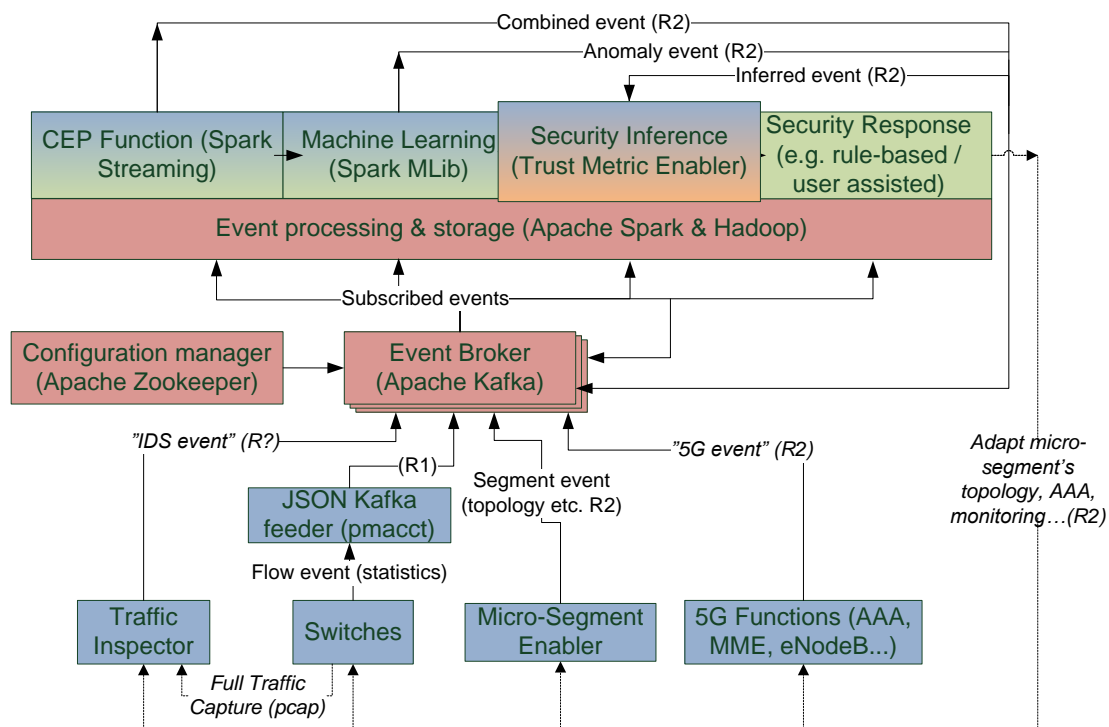 Combined event (R2)
Anomaly event (R2)
Inferred event (R2)
CEP Function (Spark
Streaming)
Machine Learning
(Spark MLib)
Security Inference
(Trust Metric Enabler)
Security Response
(e.g. rule-based /
user assisted)
Event processing & storage (Apache Spark & Hadoop)
Subscribed events
Configuration manager
(Apache Zookeeper)
Event Broker
(Apache Kafka)
”IDS event” (R?)
(R1)
Segment event
(topology etc. R2)
”5G event” (R2)
Adapt micro-
segment’s
topology, AAA,
monitoring…(R2)
JSON Kafka
feeder (pmacct)
Flow event (statistics)
Traffic
Inspector
Switches
Micro-Segment
Enabler
5G Functions (AAA,
MME, eNodeB...)
Full Traffic
Capture (pcap)